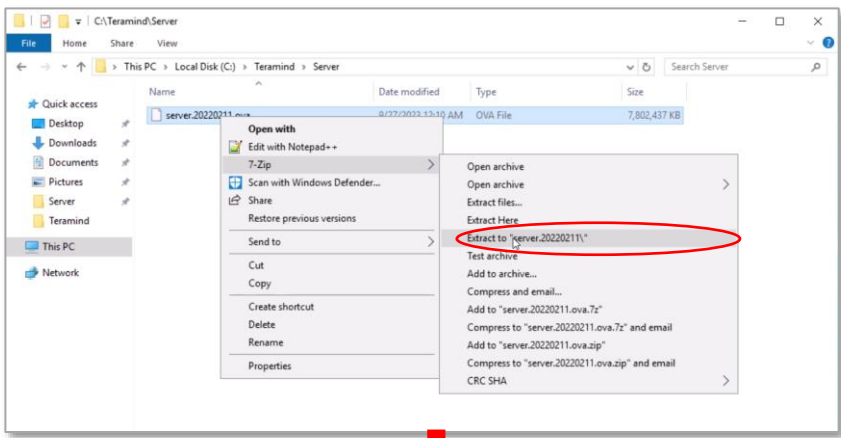 C:\Teramind\Server
File Home Share View
This PC > Local Disk (C:) > Teramind > Server
Search Server
Name Date modified Type Size
Quick access
Desktop
Downloads
Documents
Pictures
Server
Teramind
This PC
Network
server.20220211.ova 9/27/2023 12:10 AM OVA File 7,802,437 KB
Open with
Edit with Notepad++
7-Zip
Scan with Windows Defender...
Share
Restore previous versions
Send to
Cut
Copy
Create shortcut
Delete
Rename
Properties
Open archive
Open archive
Extract files...
Extract Here
Extract to "server.20220211\"
Test archive
Add to archive...
Compress and email...
Add to "server.20220211.ova.7z"
Compress to "server.20220211.ova.7z" and email
Add to "server.20220211.ova.zip"
Compress to "server.20220211.ova.zip" and email
CRC SHA